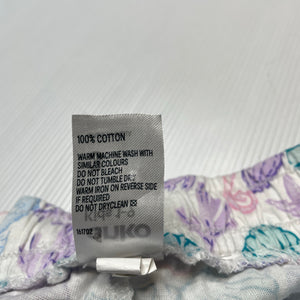 100% COTTON
WARM MACHINE WASH WITH
SIMILAR COLOURS
DO NOT BLEACH
DO NOT TUMBLE DRY
WARM IRON ON REVERSE SIDE
IF REQUIRED
DO NOT DRYCLEAN